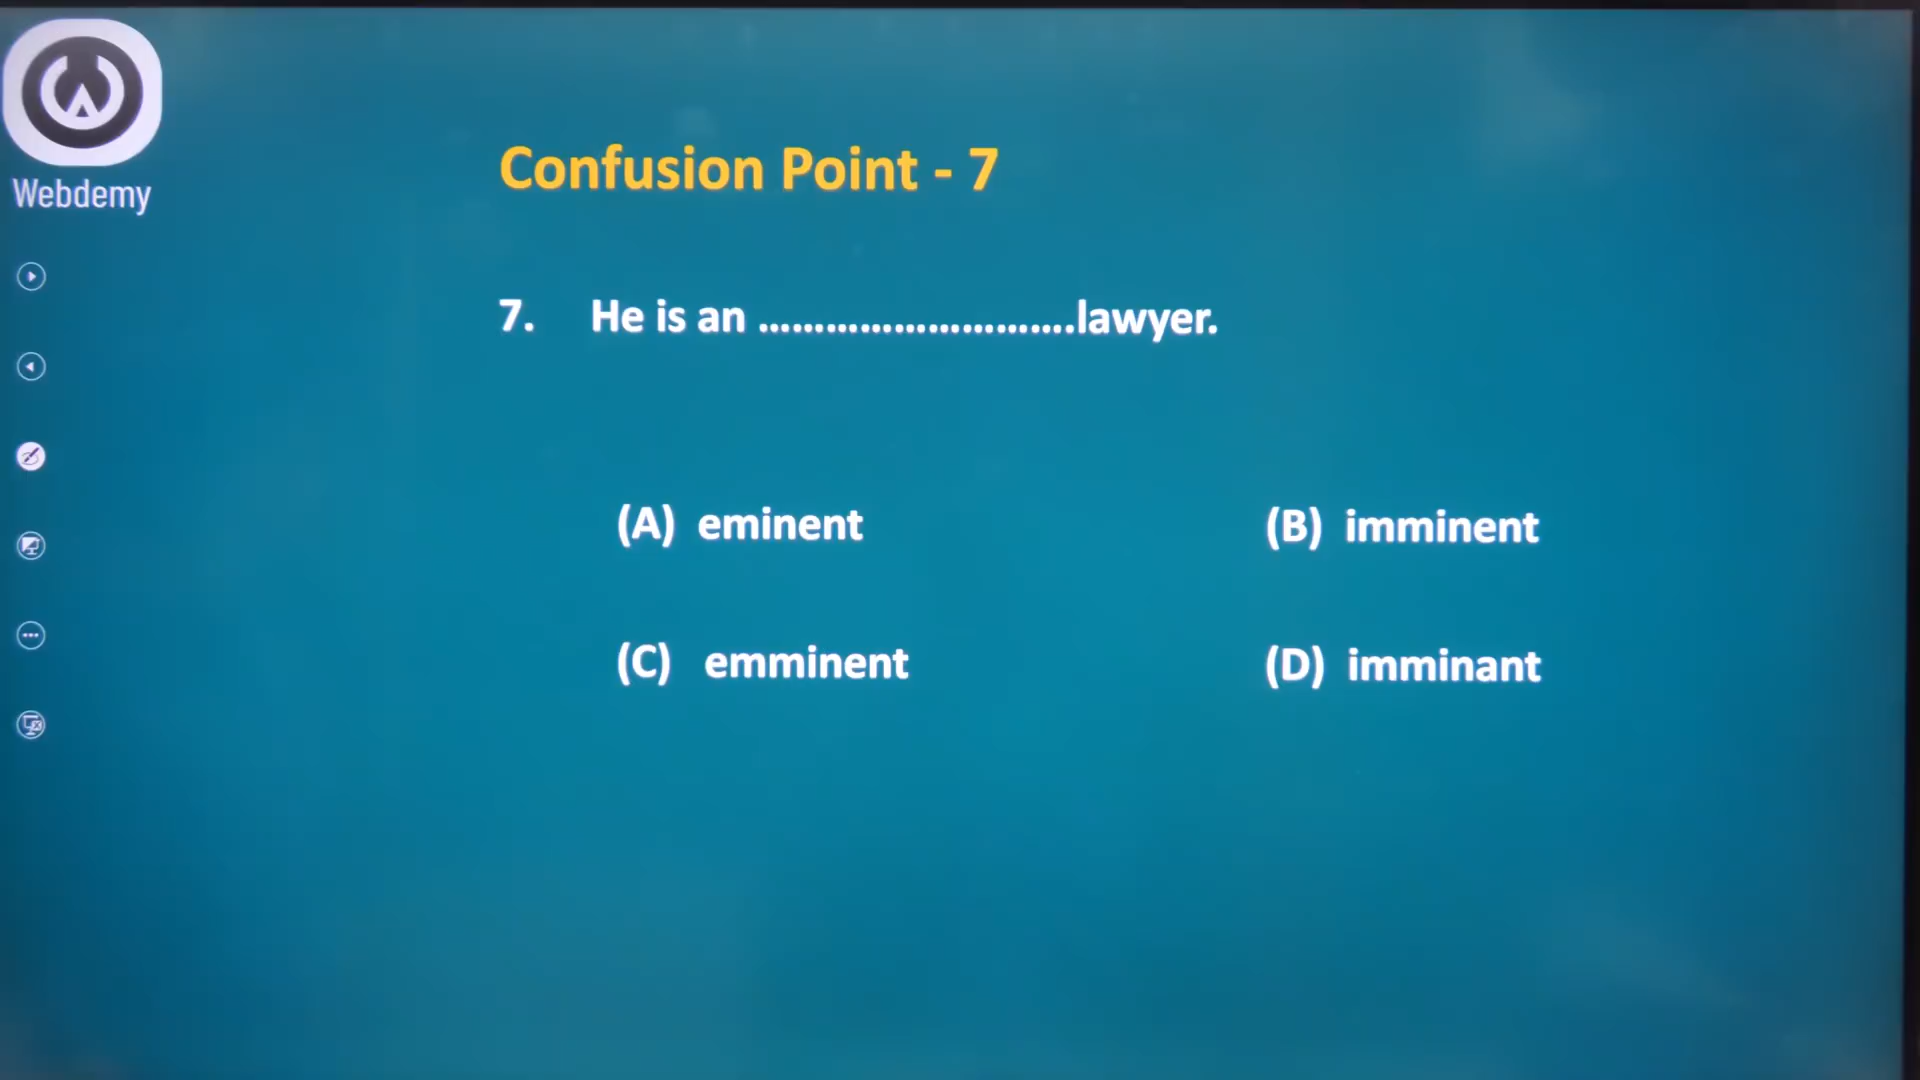 Webdemy
Confusion Point - 7
7. He is an ............................lawyer.
(A) eminent
(B) imminent
(C) emminent
(D) imminant